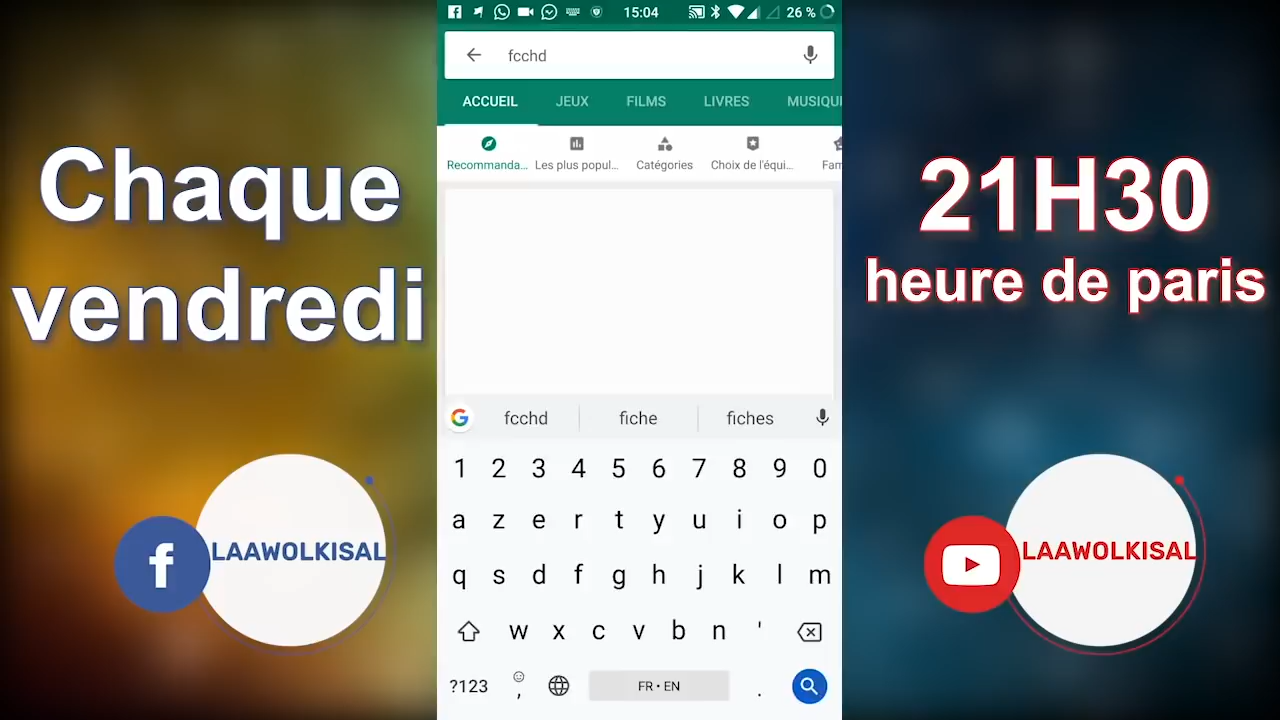 Chaque
vendredi
LAAWOLKISAL
15:04
26 %
fcchd
ACCUEIL JEUX FILMS LIVRES MUSIQU
Recommanda... Les plus popul... Catégories Choix de l'équi... Fam
fcchd fiche fiches
1 2 3 4 5 6 7 8 9 0
a z e r t y u i o p
q s d f g h j k l m
w x c v b n '
?123 , FR • EN .
21H30
heure de paris
LAAWOLKISAL